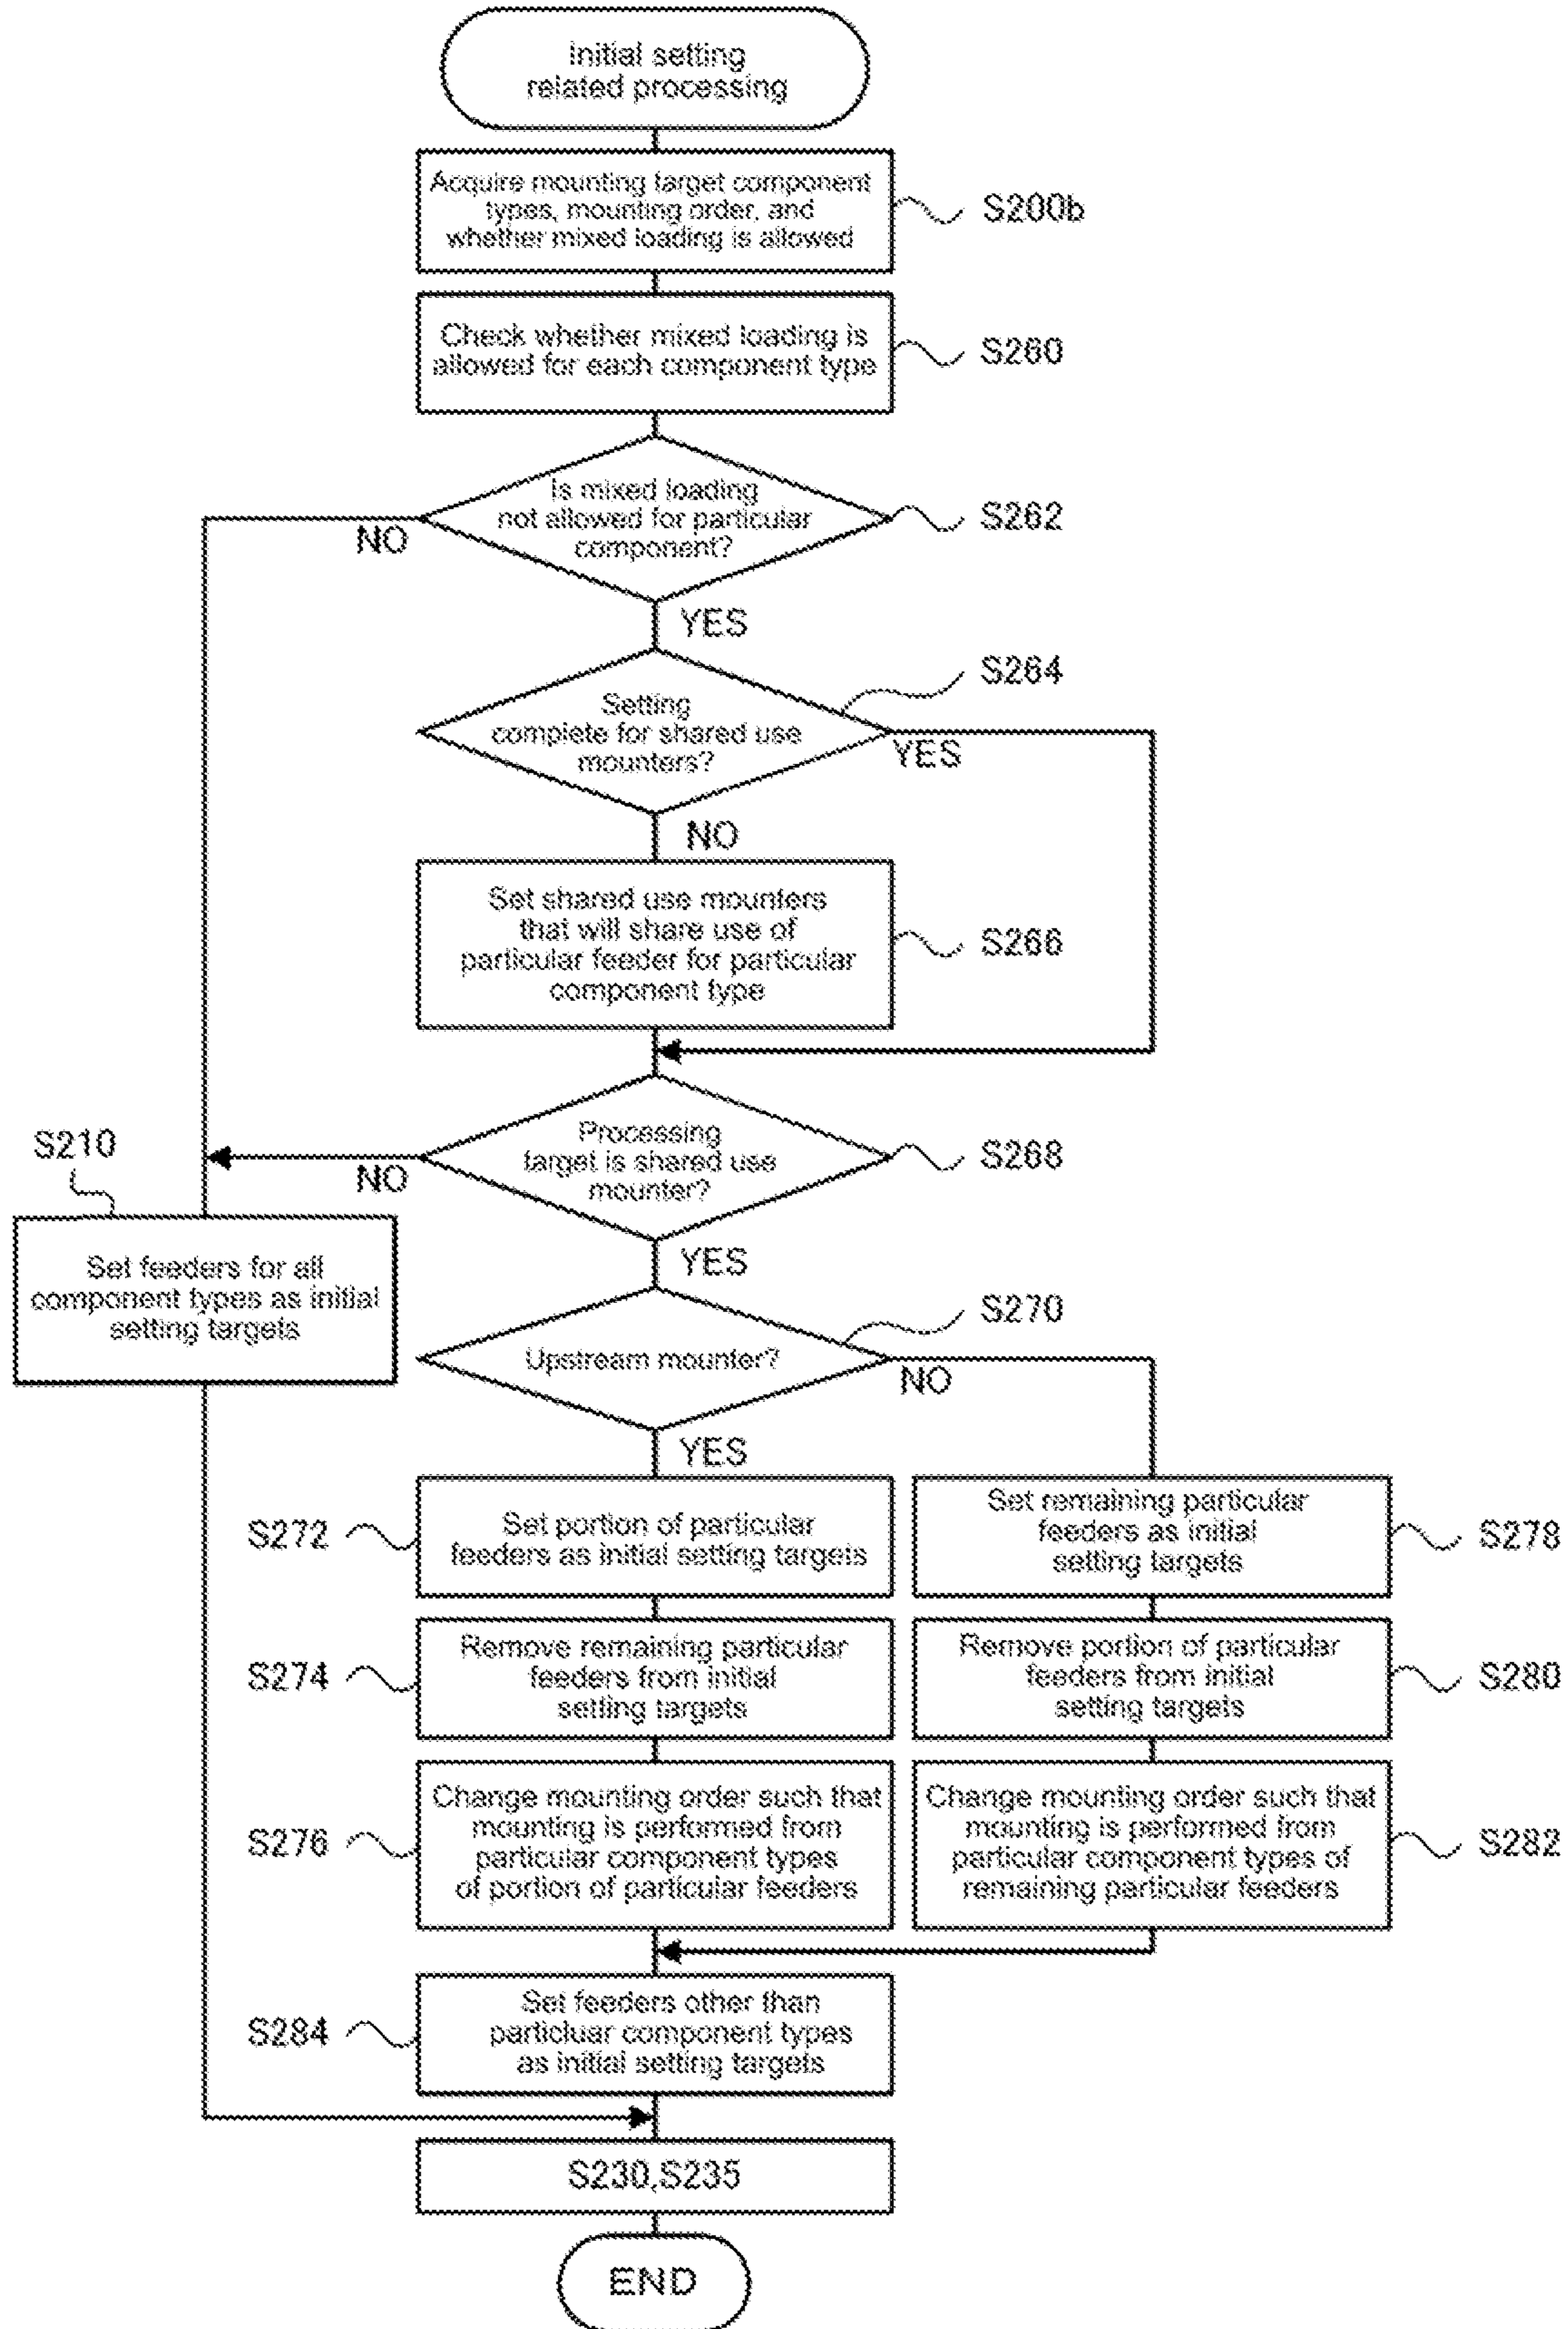 Initial setting
related processing
Acquire mounting target component
types, mounting order, and
whether mixed loading is allowed
S200b
Check whether mixed loading is
allowed for each component type
S260
Is mixed loading
not allowed for particular
component?
S262
NO
YES
S264
Setting
complete for shared use
mounters?
YES
NO
Set shared use mounters
that will share use of
particular feeder for particular
component type
S266
S210
Processing
target is shared use
mounter?
S268
NO
YES
Set feeders for all
component types as initial
setting targets
S270
Upstream mounter?
NO
YES
S272
Set portion of particular
feeders as initial setting targets
Set remaining particular
feeders as initial
setting targets
S278
S274
Remove remaining particular
feeders from initial
setting targets
Remove portion of particular
feeders from initial
setting targets
S280
S276
Change mounting order such that
mounting is performed from
particular component types
of portion of particular feeders
Change mounting order such that
mounting is performed from
particular component types of
remaining particular feeders
S282
S284
Set feeders other than
particluar component types
as initial setting targets
S230,S235
END